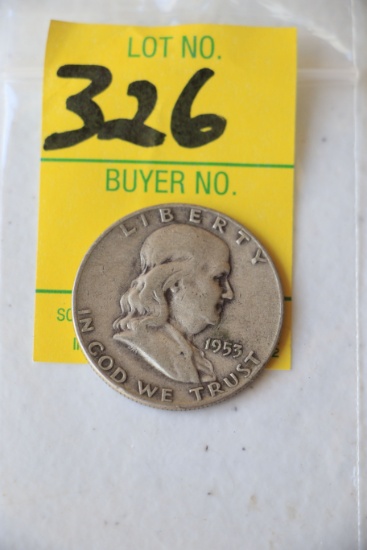 LOT NO.
326
BUYER NO.
LIBERTY
IN GOD WE TRUST
1953